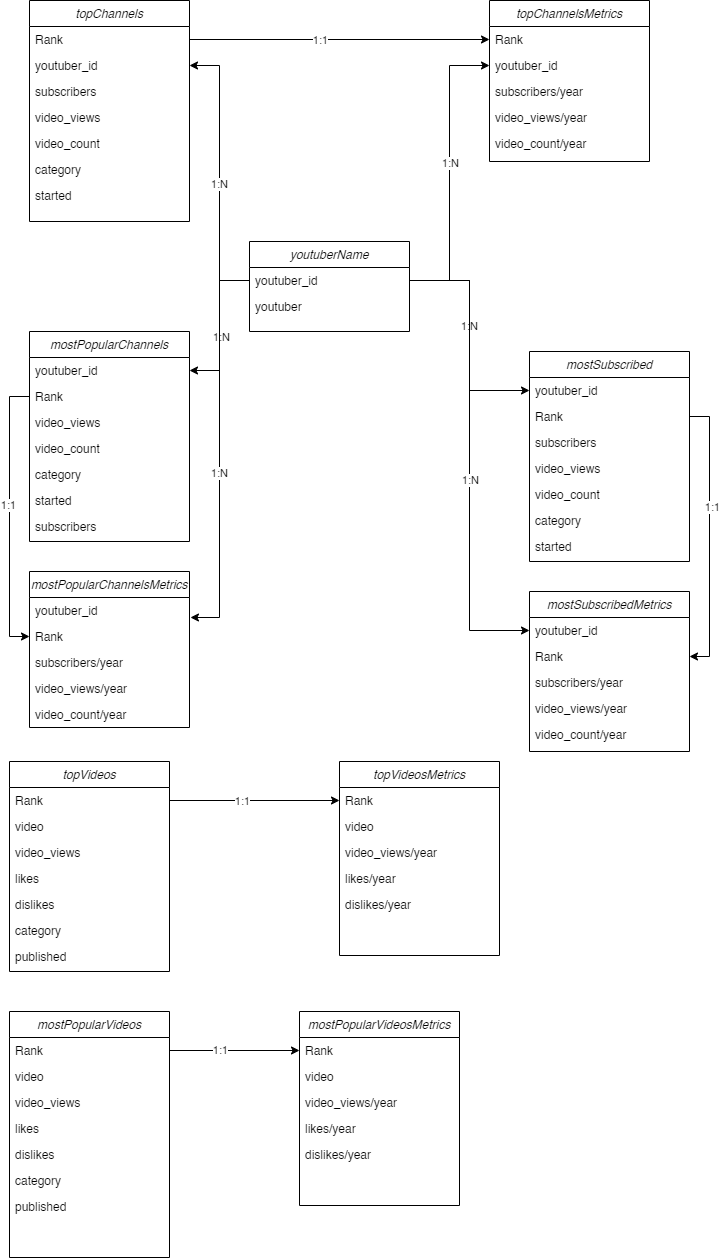 topChannels
Rank
youtuber_id
subscribers
video_views
video_count
category
started
1:1
topChannelsMetrics
Rank
youtuber_id
subscribers/year
video_views/year
video_count/year
1:N
1:N
youtuberName
youtuber_id
youtuber
1:N
1:N
mostPopularChannels
youtuber_id
Rank
video_views
video_count
category
started
subscribers
1:1
1:N
1:N
mostSubscribed
youtuber_id
Rank
subscribers
video_views
video_count
category
started
1:1
mostPopularChannelsMetrics
youtuber_id
Rank
subscribers/year
video_views/year
video_count/year
mostSubscribedMetrics
youtuber_id
Rank
subscribers/year
video_views/year
video_count/year
topVideos
Rank
video
video_views
likes
dislikes
category
published
1:1
topVideosMetrics
Rank
video
video_views/year
likes/year
dislikes/year
mostPopularVideos
Rank
video
video_views
likes
dislikes
category
published
1:1
mostPopularVideosMetrics
Rank
video
video_views/year
likes/year
dislikes/year